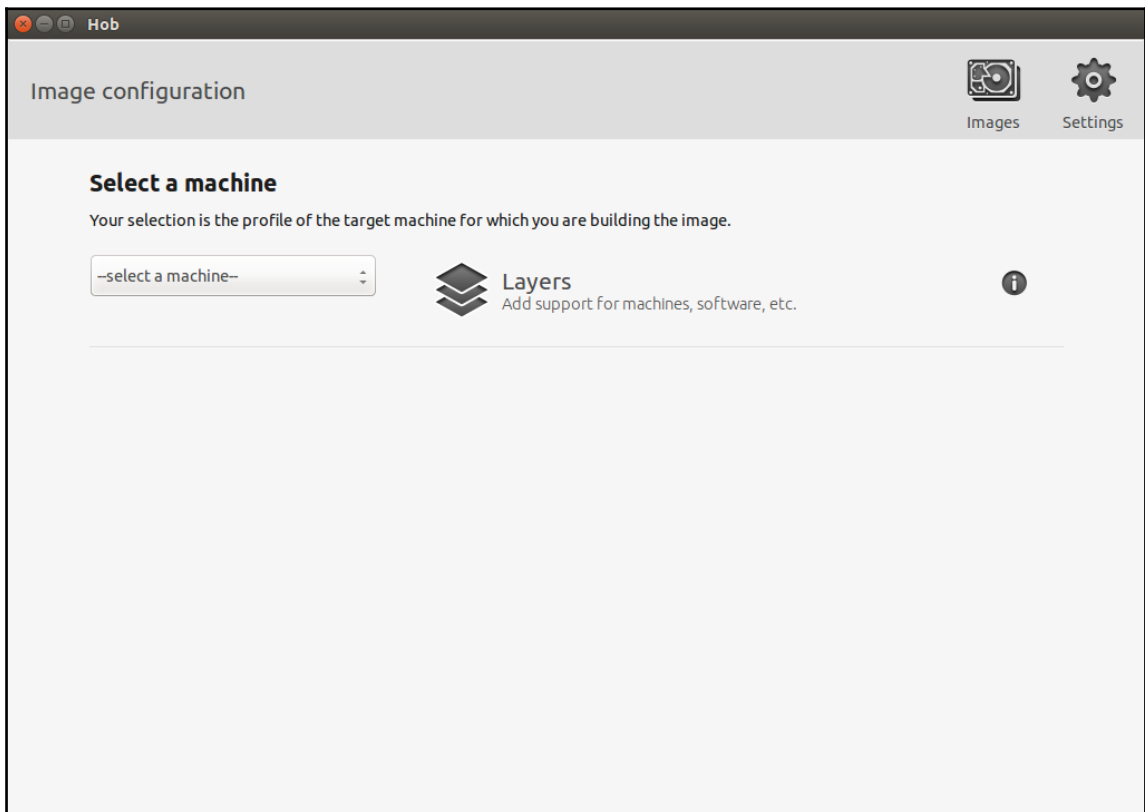 Hob
Image configuration
Images
Settings
Select a machine
Your selection is the profile of the target machine for which you are building the image.
--select a machine--
Layers
Add support for machines, software, etc.